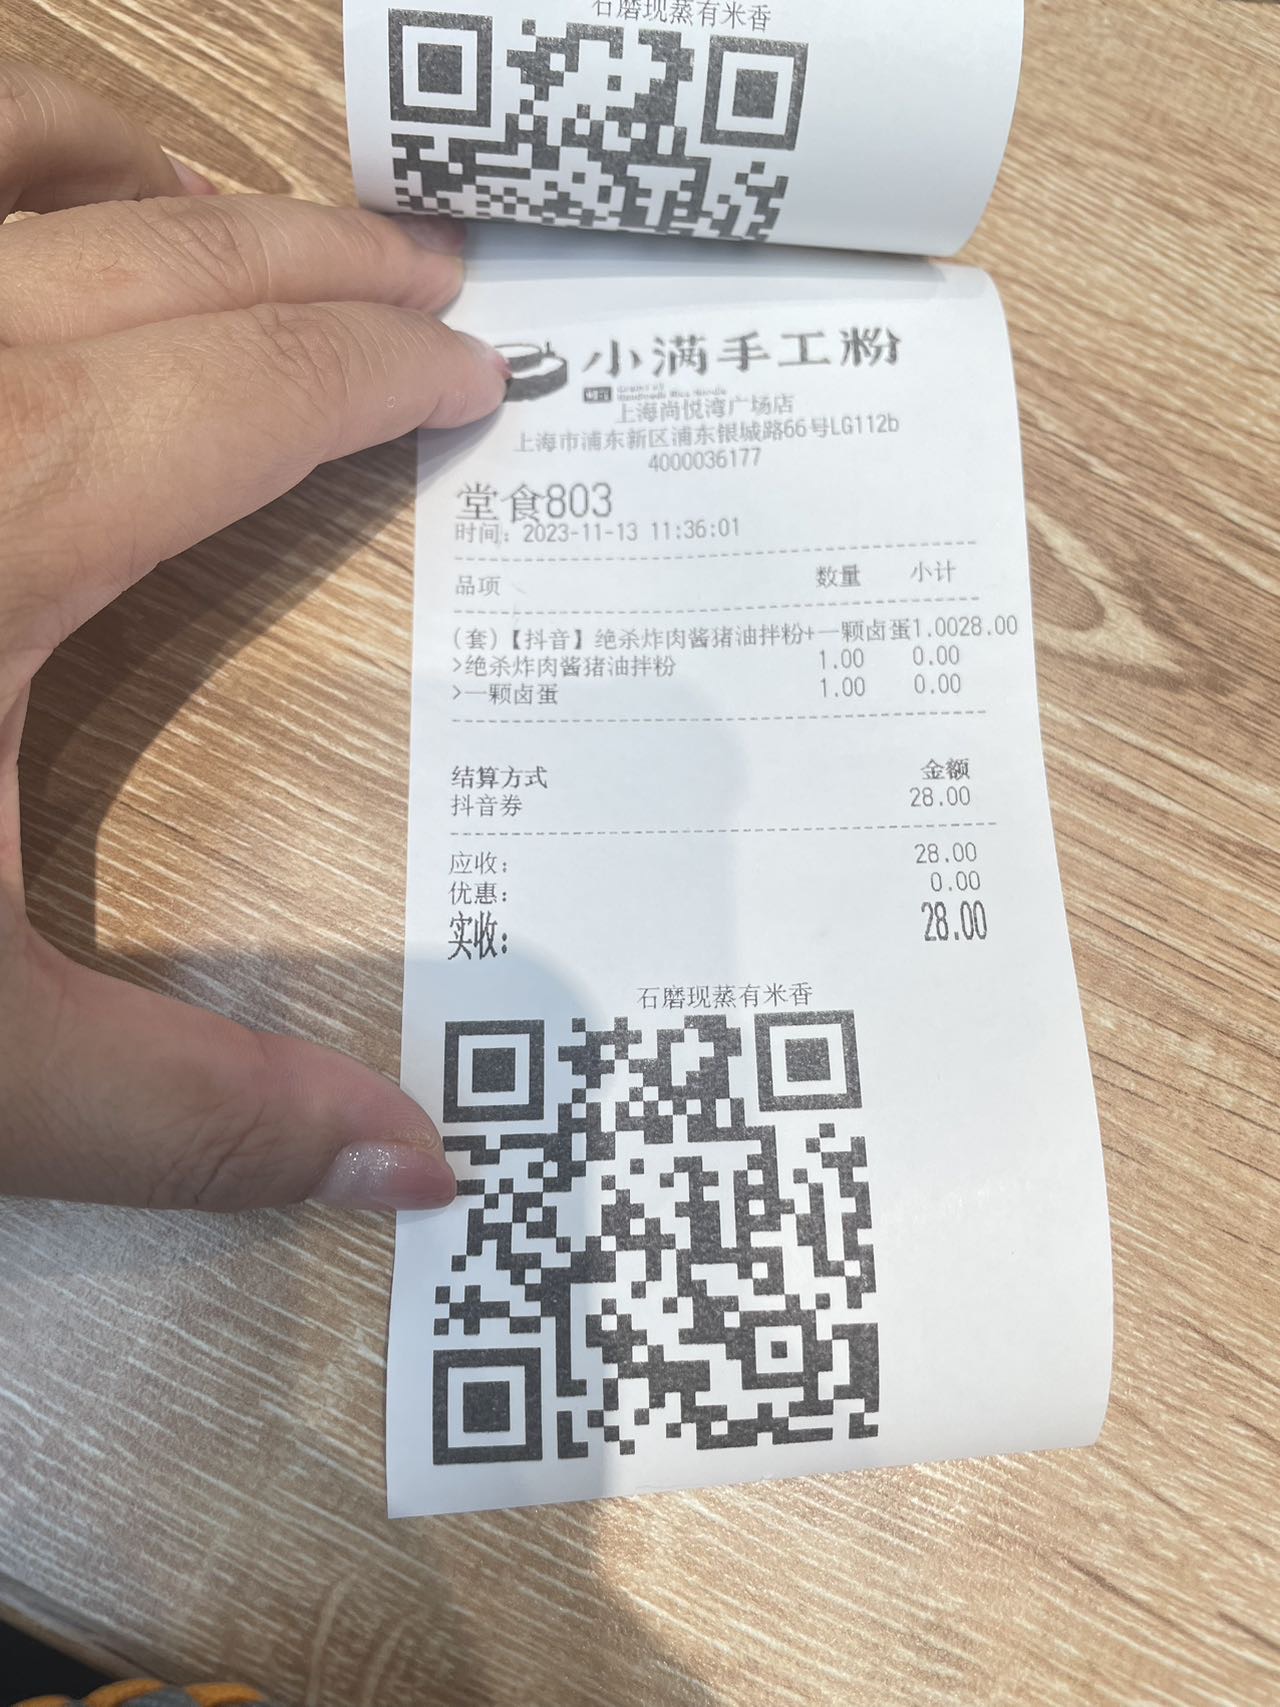 石磨现蒸有米香
小满手工粉
Handmade Rice Noodle
上海尚悦湾广场店
上海市浦东新区浦东银城路66号LG112b
4000036177
堂食803
时间：2023-11-13 11:36:01
品项 数量 小计
(套)【抖音】绝杀炸肉酱猪油拌粉+一颗卤蛋1.0028.00
>绝杀炸肉酱猪油拌粉 1.00 0.00
>一颗卤蛋 1.00 0.00
结算方式 金额
抖音券 28.00
应收： 28.00
优惠： 0.00
实收： 28.00
石磨现蒸有米香